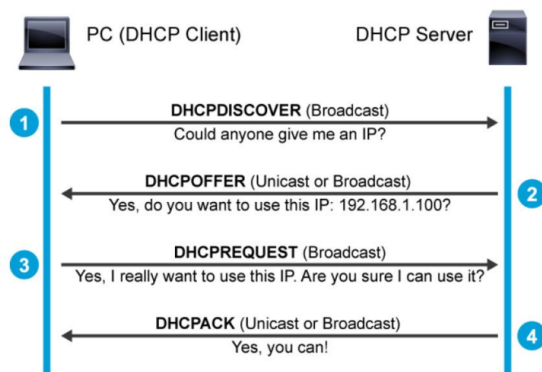 PC (DHCP Client)
DHCP Server
DHCPDISCOVER (Broadcast)
1
Could anyone give me an IP?
DHCPOFFER (Unicast or Broadcast)
2
Yes, do you want to use this IP: 192.168.1.100?
DHCPREQUEST (Broadcast)
3
Yes, I really want to use this IP. Are you sure I can use it?
DHCPACK (Unicast or Broadcast)
4
Yes, you can!